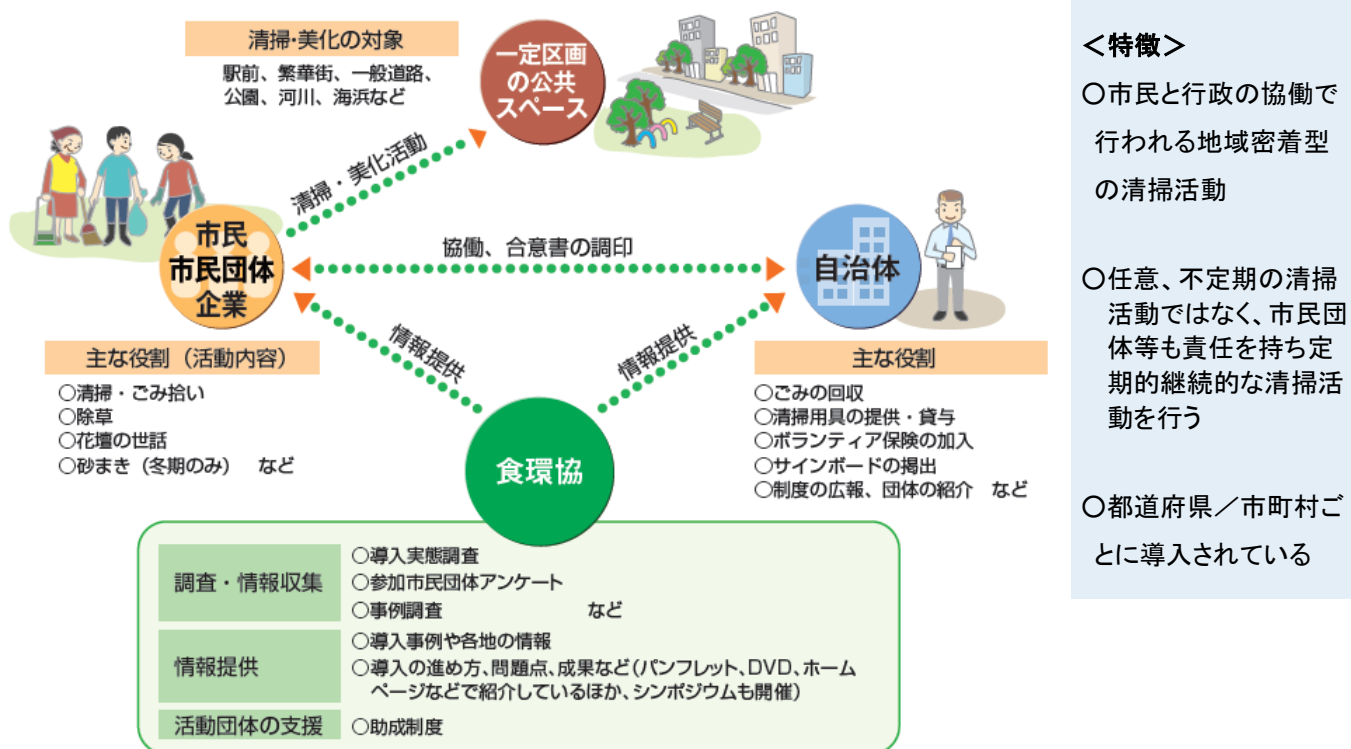 清掃・美化の対象
駅前、繁華街、一般道路、
公園、河川、海浜など
一定区画
の公共
スペース
清掃・美化活動
市民
市民団体
企業
協働、合意書の調印
自治体
情報提供
情報提供
主な役割（活動内容）
○清掃・ごみ拾い
○除草
○花壇の世話
○砂まき（冬期のみ）　など
主な役割
○ごみの回収
○清掃用具の提供・貸与
○ボランティア保険の加入
○サインボードの掲出
○制度の広報、団体の紹介　など
食環協
調査・情報収集
○導入実態調査
○参加市民団体アンケート
○事例調査　など
情報提供
○導入事例や各地の情報
○導入の進め方、問題点、成果など（パンフレット、DVD、ホーム
ページなどで紹介しているほか、シンポジウムも開催）
活動団体の支援
○助成制度
＜特徴＞
○市民と行政の協働で
行われる地域密着型
の清掃活動
○任意、不定期の清掃
活動ではなく、市民団
体等も責任を持ち定
期的継続的な清掃活
動を行う
○都道府県／市町村ご
とに導入されている